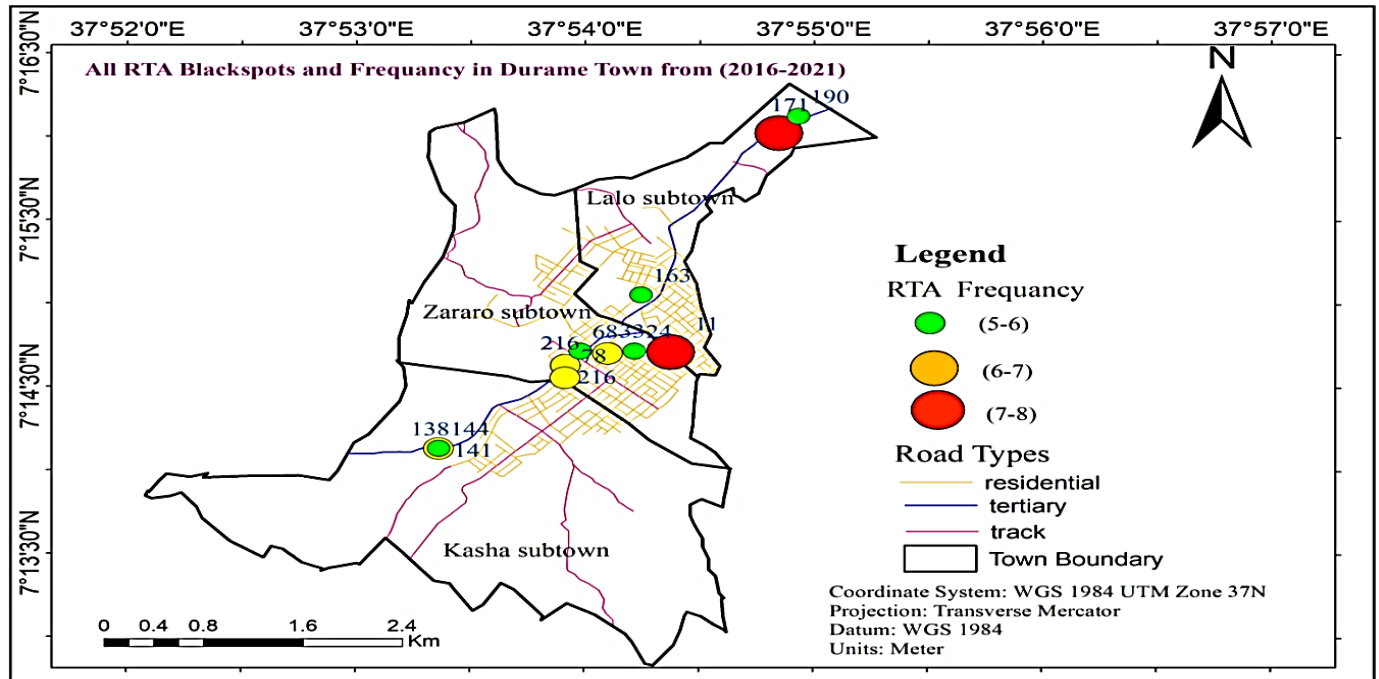 37°52'0"E 37°53'0"E 37°54'0"E 37°55'0"E 37°56'0"E 37°57'0"E
7°16'30"N
7°15'30"N
7°14'30"N
7°13'30"N
All RTA Blackspots and Frequancy in Durame Town from (2016-2021)
N
171 190
Lalo subtown
163
Zararo subtown
11
216 683324
78
216
138144
141
Kasha subtown
Legend
RTA Frequancy
(5-6)
(6-7)
(7-8)
Road Types
residential
tertiary
track
Town Boundary
Coordinate System: WGS 1984 UTM Zone 37N
Projection: Transverse Mercator
Datum: WGS 1984
Units: Meter
0 0.4 0.8 1.6 2.4
Km